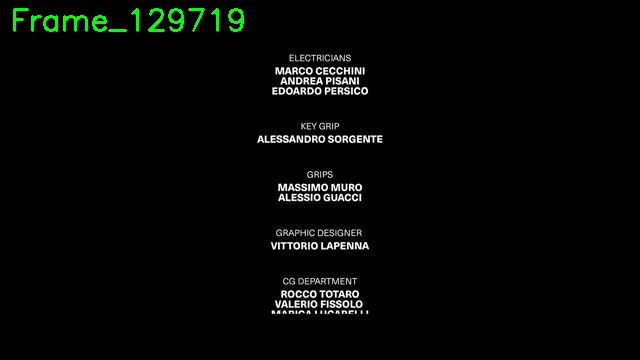 Frame_129719
ELECTRICIANS
MARCO CECCHINI
ANDREA PISANI
EDOARDO PERSICO
KEY GRIP
ALESSANDRO SORGENTE
GRIPS
MASSIMO MURO
ALESSIO GUACCI
GRAPHIC DESIGNER
VITTORIO LAPENNA
CG DEPARTMENT
ROCCO TOTARO
VALERIO FISSOLO